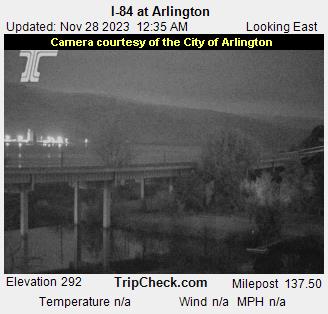 I-84 at Arlington
Updated: Nov 28 2023 12:35 AM Looking East
Camera courtesy of the City of Arlington
Elevation 292 TripCheck.com Milepost 137.50
Temperature n/a Wind n/a MPH n/a